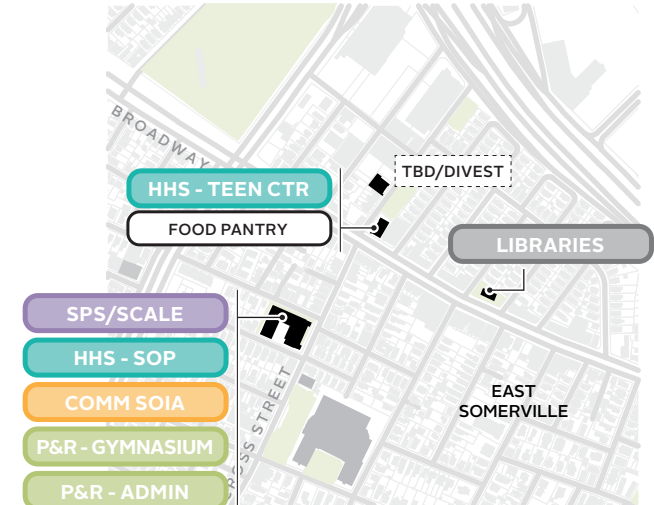 BROADWAY
TBD/DIVEST
HHS - TEEN CTR
FOOD PANTRY
LIBRARIES
SPS/SCALE
HHS - SOP
COMM SOIA
P&R - GYMNASIUM
P&R - ADMIN
CROSS STREET
EAST
SOMERVILLE